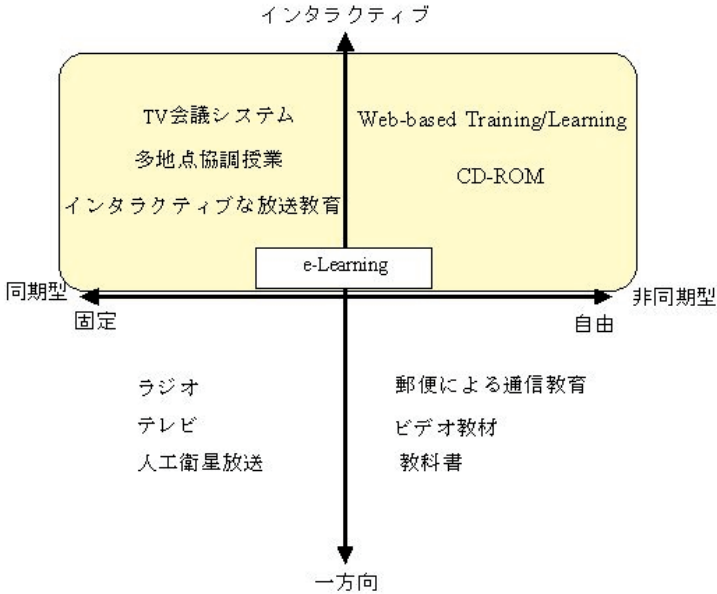 インタラクティブ
TV会議システム
多地点協調授業
インタラクティブな放送教育
Web-based Training/Learning
CD-ROM
e-Learning
同期型
非同期型
固定
自由
ラジオ
テレビ
人工衛星放送
郵便による通信教育
ビデオ教材
教科書
一方向